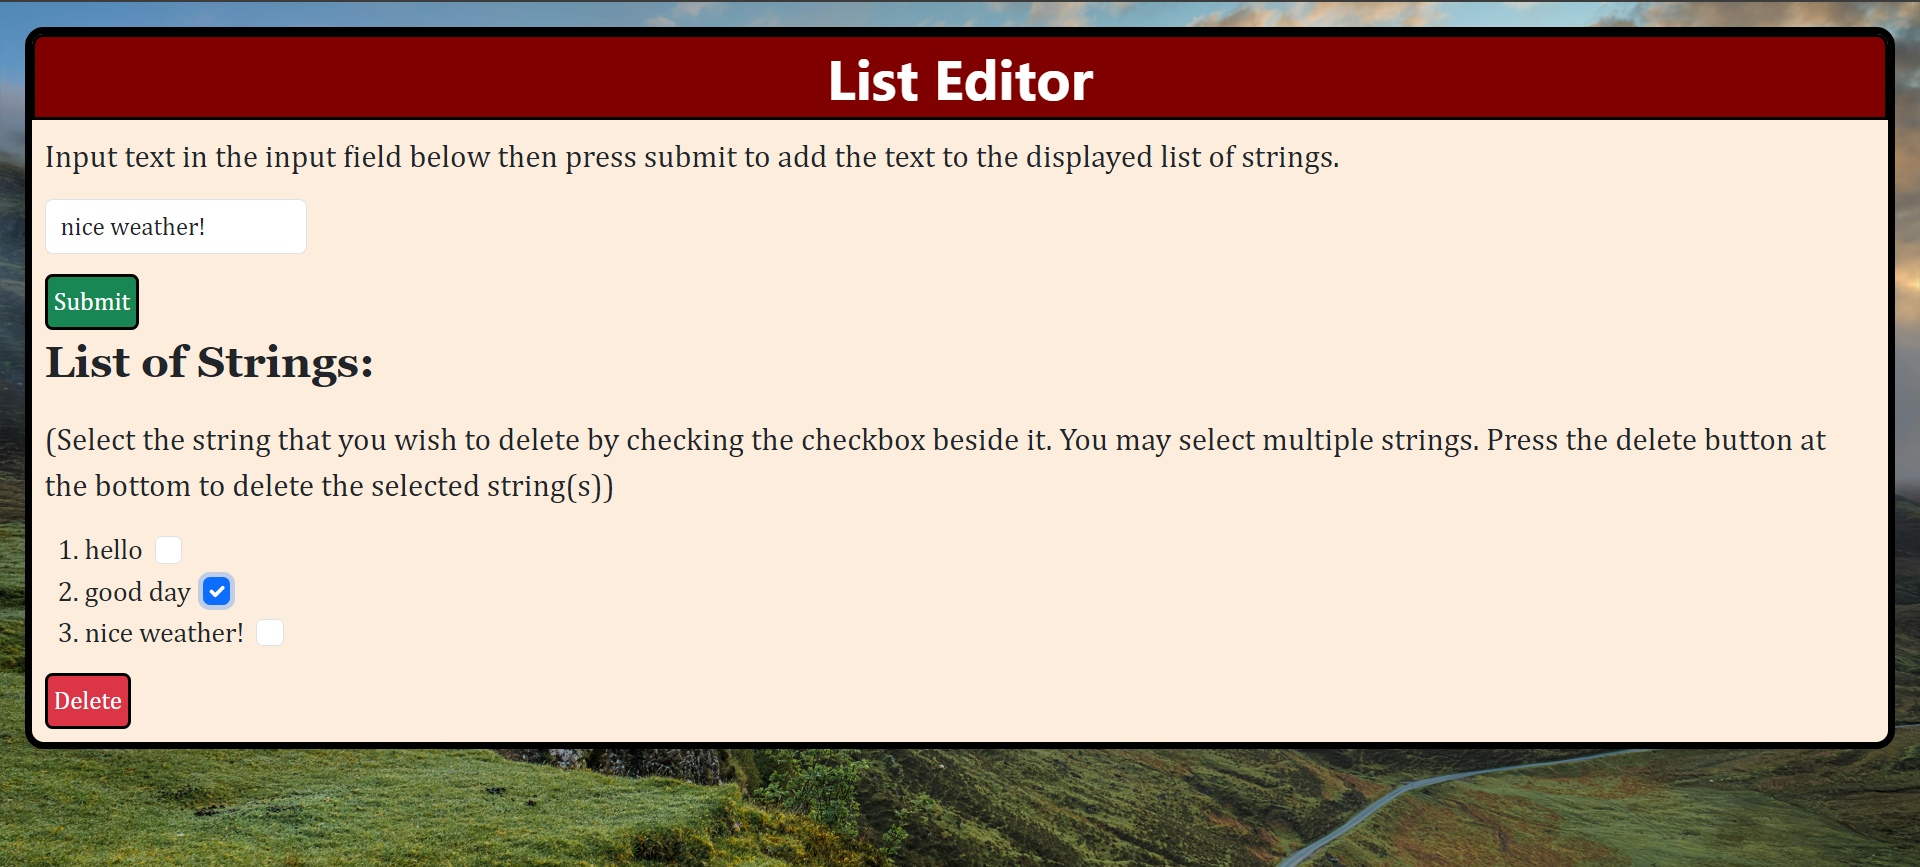 List Editor
Input text in the input field below then press submit to add the text to the displayed list of strings.
nice weather!
Submit
List of Strings:
(Select the string that you wish to delete by checking the checkbox beside it. You may select multiple strings. Press the delete button at
the bottom to delete the selected string(s))
1. hello
2. good day
3. nice weather!
Delete